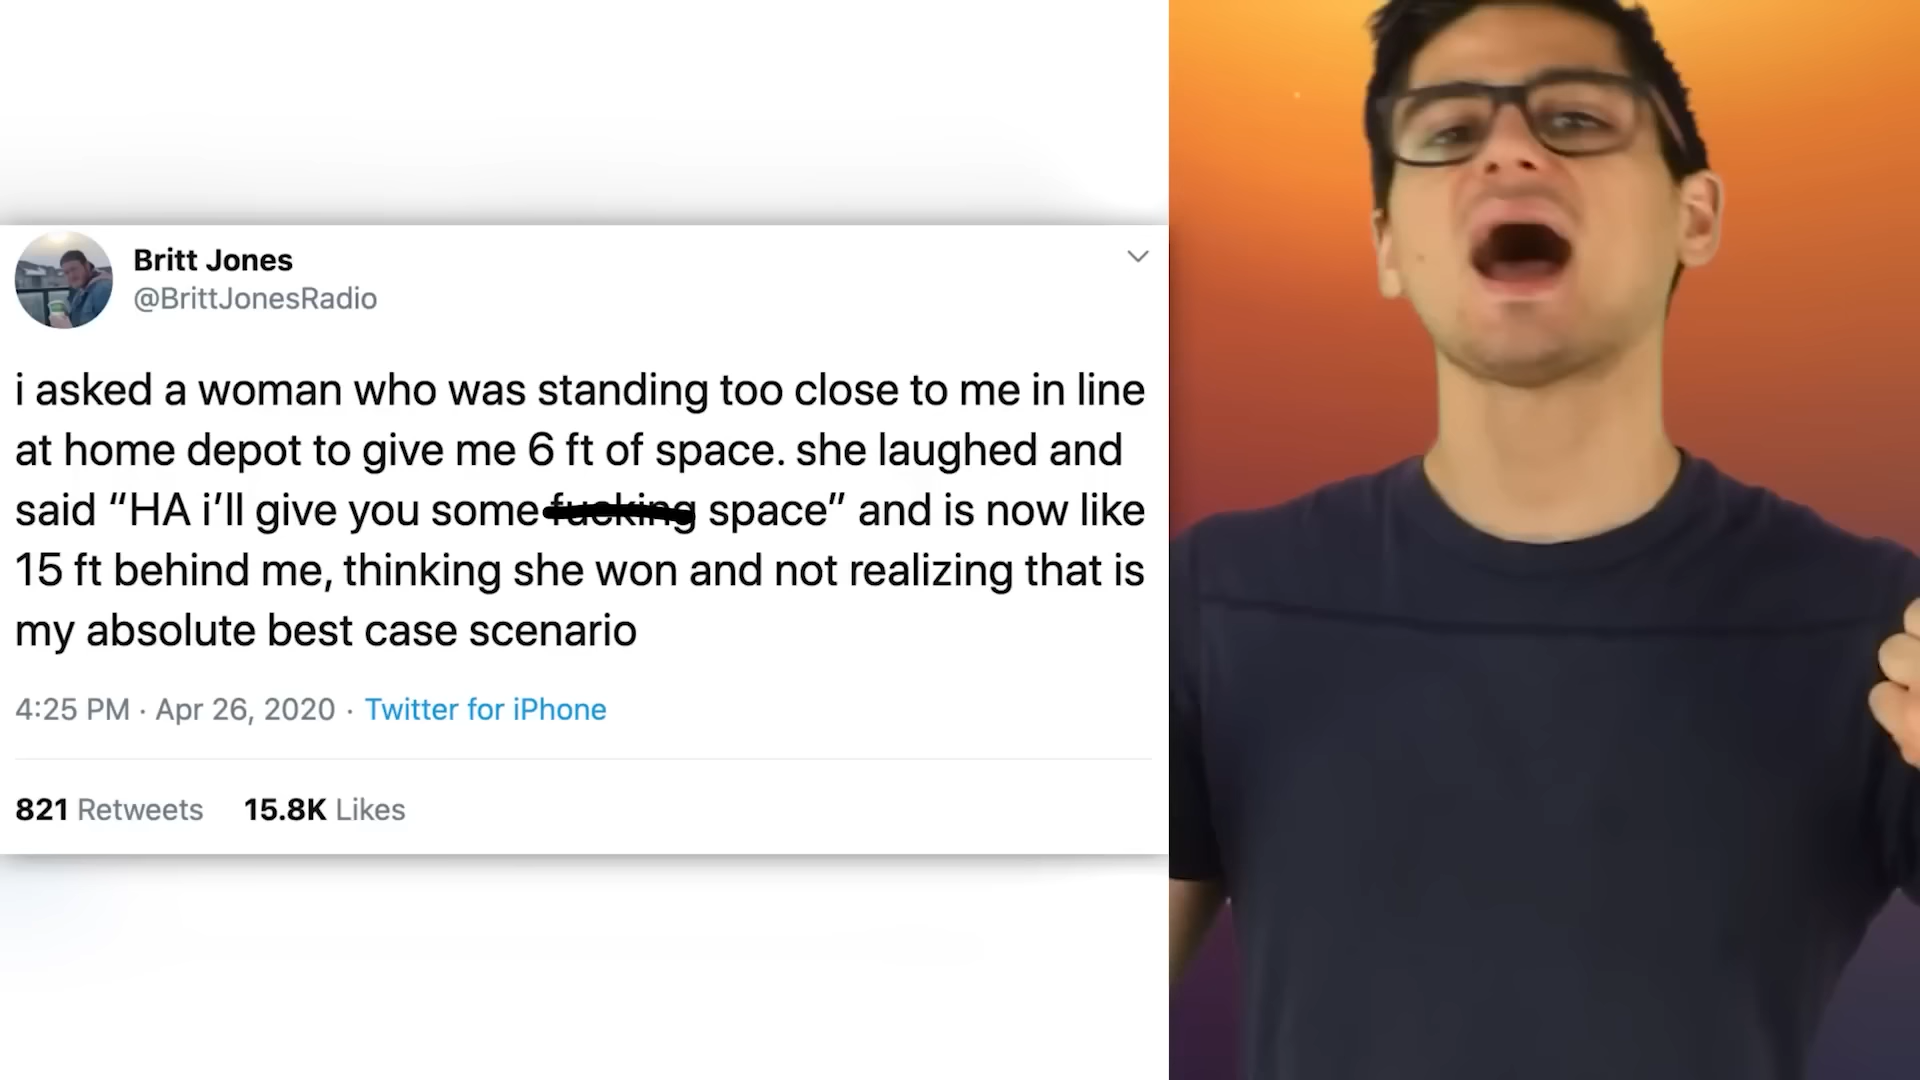 Britt Jones
@BrittJonesRadio
i asked a woman who was standing too close to me in line
at home depot to give me 6 ft of space. she laughed and
said “HA i’ll give you some fucking space” and is now like
15 ft behind me, thinking she won and not realizing that is
my absolute best case scenario
4:25 PM · Apr 26, 2020 · Twitter for iPhone
821 Retweets 15.8K Likes